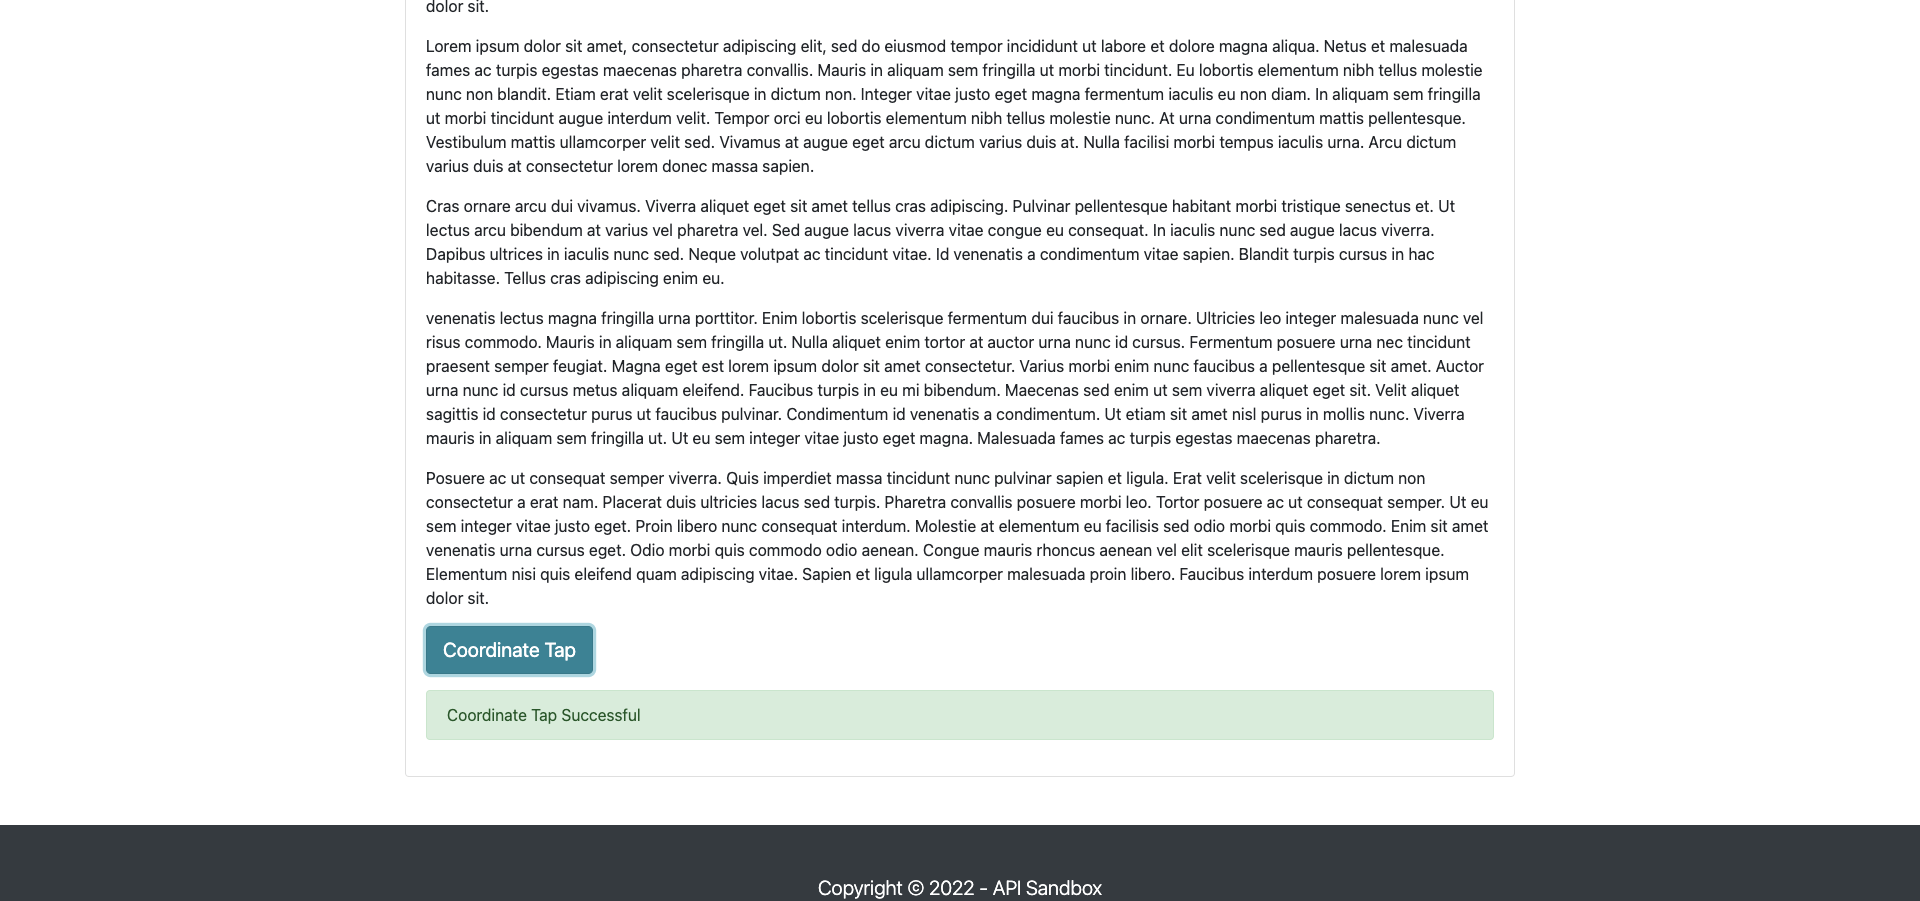 dolor sit.
Lorem ipsum dolor sit amet, consectetur adipiscing elit, sed do eiusmod tempor incididunt ut labore et dolore magna aliqua. Netus et malesuada
fames ac turpis egestas maecenas pharetra convallis. Mauris in aliquam sem fringilla ut morbi tincidunt. Eu lobortis elementum nibh tellus molestie
nunc non blandit. Etiam erat velit scelerisque in dictum non. Integer vitae justo eget magna fermentum iaculis eu non diam. In aliquam sem fringilla
ut morbi tincidunt augue interdum velit. Tempor orci eu lobortis elementum nibh tellus molestie nunc. At urna condimentum mattis pellentesque.
Vestibulum mattis ullamcorper velit sed. Vivamus at augue eget arcu dictum varius duis at. Nulla facilisi morbi tempus iaculis urna. Arcu dictum
varius duis at consectetur lorem donec massa sapien.
Cras ornare arcu dui vivamus. Viverra aliquet eget sit amet tellus cras adipiscing. Pulvinar pellentesque habitant morbi tristique senectus et. Ut
lectus arcu bibendum at varius vel pharetra vel. Sed augue lacus viverra vitae congue eu consequat. In iaculis nunc sed augue lacus viverra.
Dapibus ultrices in iaculis nunc sed. Neque volutpat ac tincidunt vitae. Id venenatis a condimentum vitae sapien. Blandit turpis cursus in hac
habitasse. Tellus cras adipiscing enim eu.
venenatis lectus magna fringilla urna porttitor. Enim lobortis scelerisque fermentum dui faucibus in ornare. Ultricies leo integer malesuada nunc vel
risus commodo. Mauris in aliquam sem fringilla ut. Nulla aliquet enim tortor at auctor urna nunc id cursus. Fermentum posuere urna nec tincidunt
praesent semper feugiat. Magna eget est lorem ipsum dolor sit amet consectetur. Varius morbi enim nunc faucibus a pellentesque sit amet. Auctor
urna nunc id cursus metus aliquam eleifend. Faucibus turpis in eu mi bibendum. Maecenas sed enim ut sem viverra aliquet eget sit. Velit aliquet
sagittis id consectetur purus ut faucibus pulvinar. Condimentum id venenatis a condimentum. Ut etiam sit amet nisl purus in mollis nunc. Viverra
mauris in aliquam sem fringilla ut. Ut eu sem integer vitae justo eget magna. Malesuada fames ac turpis egestas maecenas pharetra.
Posuere ac ut consequat semper viverra. Quis imperdiet massa tincidunt nunc pulvinar sapien et ligula. Erat velit scelerisque in dictum non
consectetur a erat nam. Placerat duis ultricies lacus sed turpis. Pharetra convallis posuere morbi leo. Tortor posuere ac ut consequat semper. Ut eu
sem integer vitae justo eget. Proin libero nunc consequat interdum. Molestie at elementum eu facilisis sed odio morbi quis commodo. Enim sit amet
venenatis urna cursus eget. Odio morbi quis commodo odio aenean. Congue mauris rhoncus aenean vel elit scelerisque mauris pellentesque.
Elementum nisi quis eleifend quam adipiscing vitae. Sapien et ligula ullamcorper malesuada proin libero. Faucibus interdum posuere lorem ipsum
dolor sit.
Coordinate Tap
Coordinate Tap Successful
Copyright © 2022 - API Sandbox